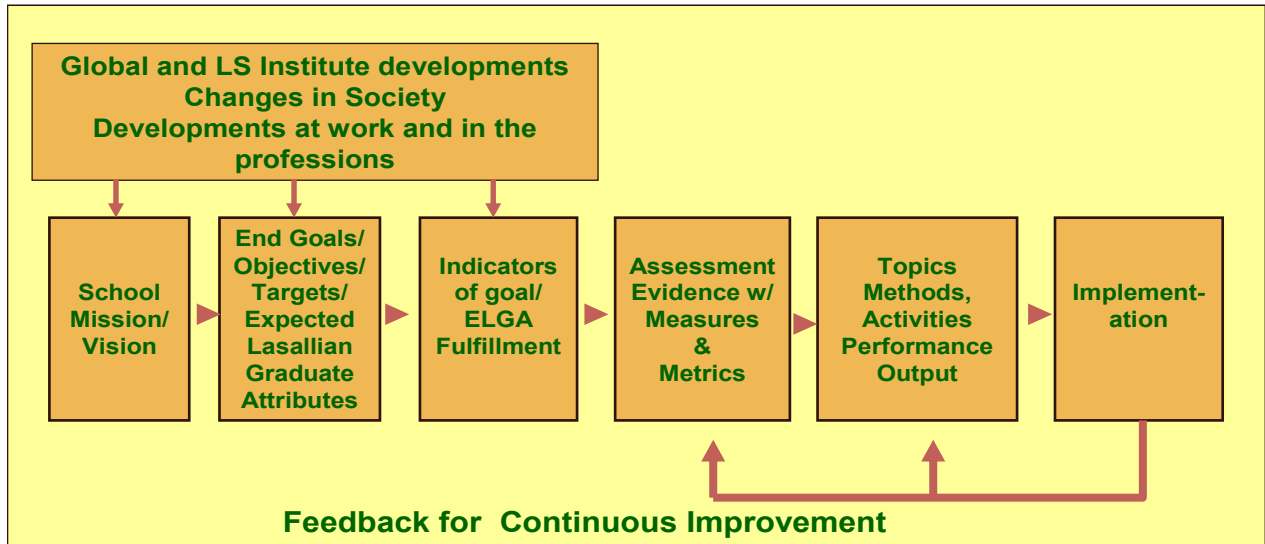 Global and LS Institute developments
Changes in Society
Developments at work and in the
professions
School
Mission/
Vision
End Goals/
Objectives/
Targets/
Expected
Lasallian
Graduate
Attributes
Indicators
of goal/
ELGA
Fulfillment
Assessment
Evidence w/
Measures
&
Metrics
Topics
Methods,
Activities
Performance
Output
Implement-
ation
Feedback for Continuous Improvement